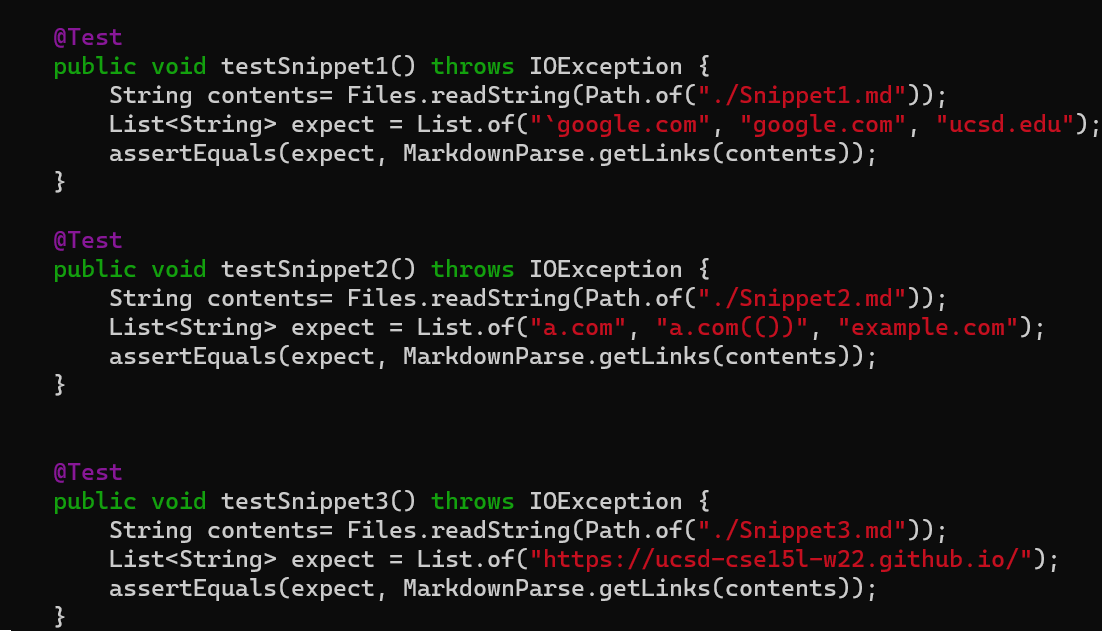 @Test
public void testSnippet1() throws IOException {
String contents= Files.readString(Path.of("./Snippet1.md"));
List<String> expect = List.of("`google.com", "google.com", "ucsd.edu");
assertEquals(expect, MarkdownParse.getLinks(contents));
}
@Test
public void testSnippet2() throws IOException {
String contents= Files.readString(Path.of("./Snippet2.md"));
List<String> expect = List.of("a.com", "a.com(())", "example.com");
assertEquals(expect, MarkdownParse.getLinks(contents));
}
@Test
public void testSnippet3() throws IOException {
String contents= Files.readString(Path.of("./Snippet3.md"));
List<String> expect = List.of("https://ucsd-cse15l-w22.github.io/");
assertEquals(expect, MarkdownParse.getLinks(contents));
}